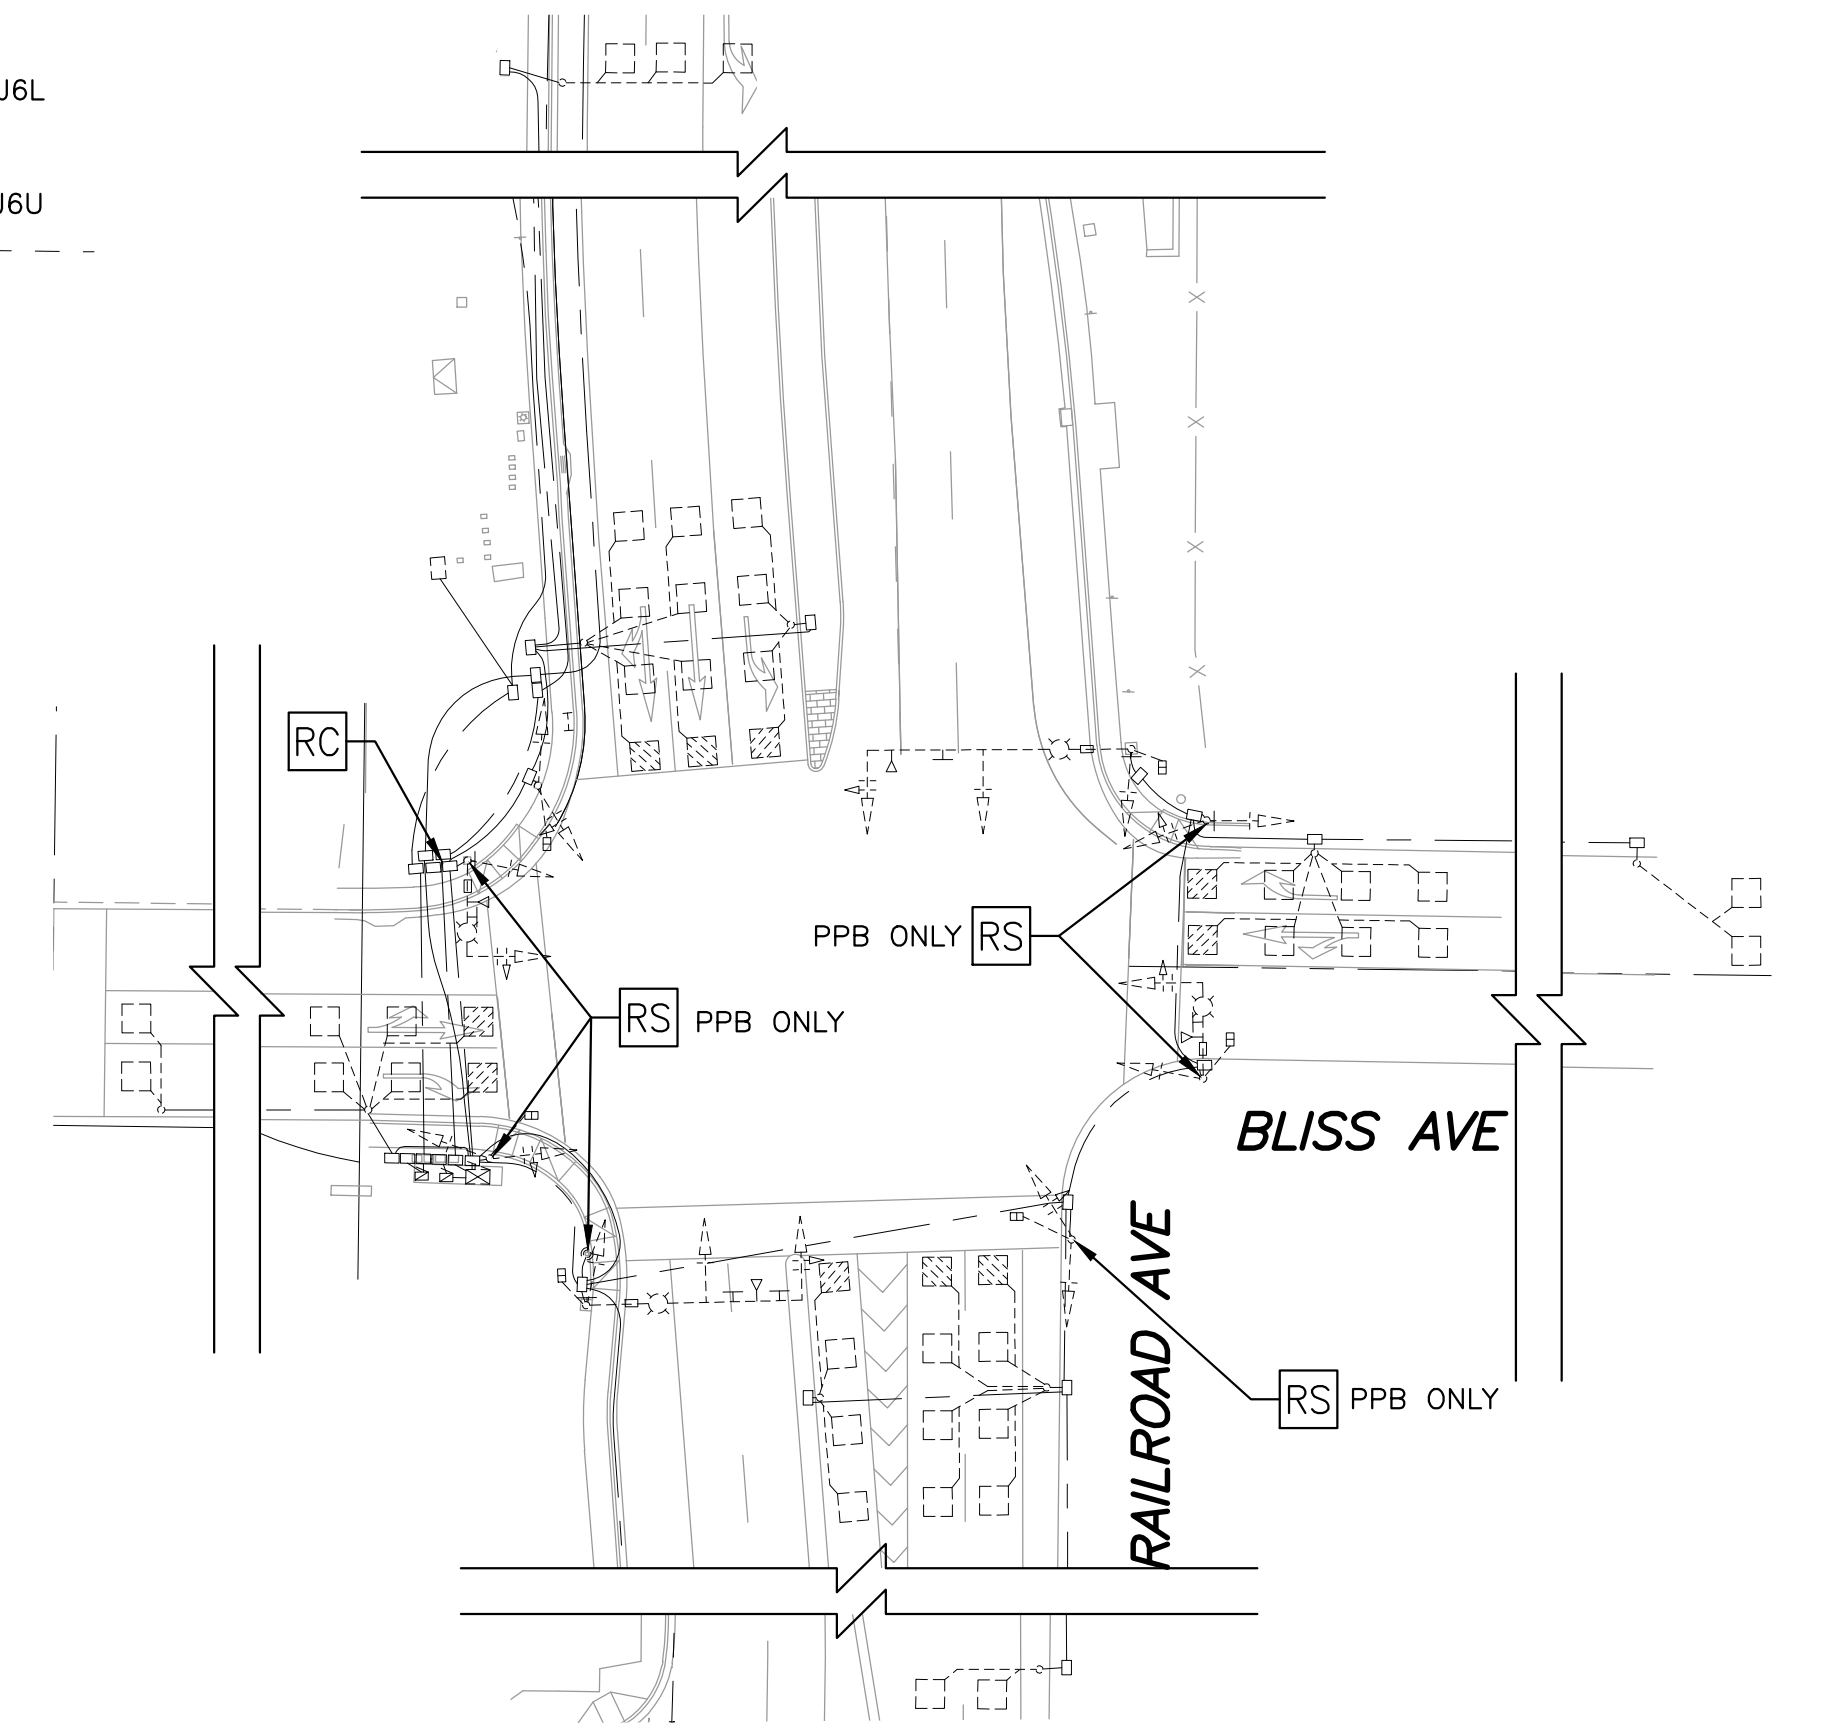 J6L
J6U
RC
PPB ONLY RS
RS PPB ONLY
BLISS AVE
RAILROAD AVE
RS PPB ONLY